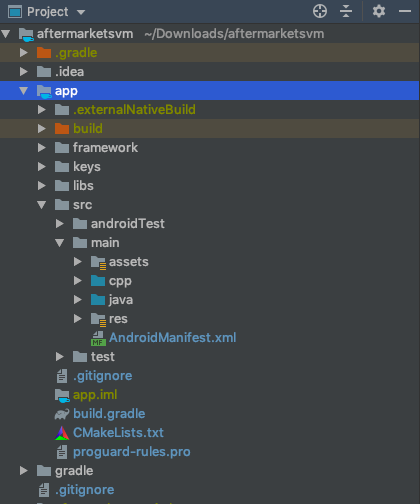 Project
aftermarketsvm ~/Downloads/aftermarketsvm
.gradle
.idea
app
.externalNativeBuild
build
framework
keys
libs
src
androidTest
main
assets
cpp
java
res
MF AndroidManifest.xml
test
.gitignore
app.iml
build.gradle
CMakeLists.txt
proguard-rules.pro
gradle
.gitignore